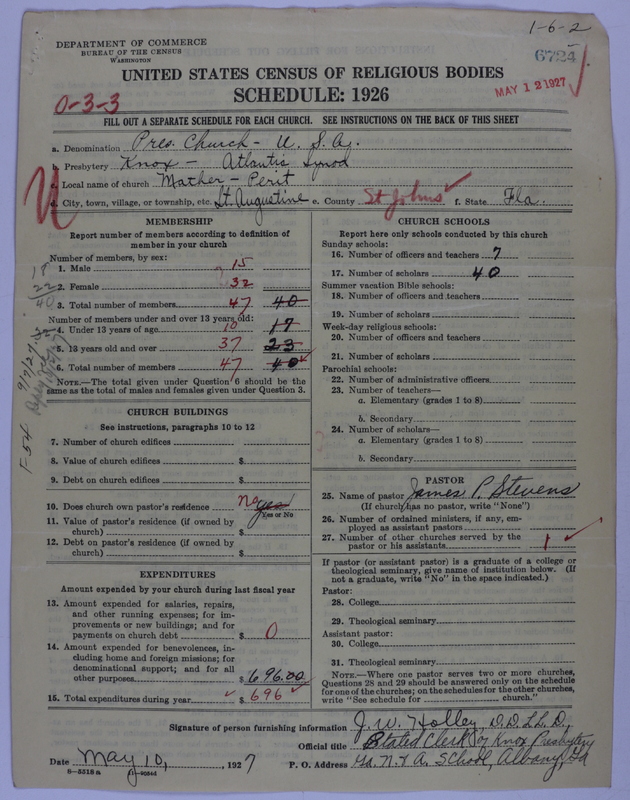 1-6-2
DEPARTMENT OF COMMERCE
BUREAU OF THE CENSUS
WASHINGTON
6724
MAY 12 1927
UNITED STATES CENSUS OF RELIGIOUS BODIES
SCHEDULE: 1926
0-3-3
FILL OUT A SEPARATE SCHEDULE FOR EACH CHURCH. SEE INSTRUCTIONS ON THE BACK OF THIS SHEET
a. Denomination Pres. Church - U. S. A.
b. Presbytery Knox - Atlantic Synod
c. Local name of church Mather - Perit
d. City, town, village, or township, etc. St. Augustine e. County St Johns f. State Fla.
MEMBERSHIP
Report number of members according to definition of
member in your church
Number of members, by sex:
1. Male 15
2. Female 32
3. Total number of members 47 40
Number of members under and over 13 years old:
4. Under 13 years of age 10 17
5. 13 years old and over 37 23
6. Total number of members 47 40
NOTE.—The total given under Question 6 should be the
same as the total of males and females given under Question 3.
18
22
40
F-54
CHURCH BUILDINGS
See instructions, paragraphs 10 to 12
7. Number of church edifices
8. Value of church edifices $
9. Debt on church edifices $
10. Does church own pastor's residence no yes
Yes or No
11. Value of pastor's residence (if owned by
church) $
12. Debt on pastor's residence (if owned by
church) $
EXPENDITURES
Amount expended by your church during last fiscal year
13. Amount expended for salaries, repairs,
and other running expenses; for im-
provements or new buildings; and for
payments on church debt $ 0
14. Amount expended for benevolences, in-
cluding home and foreign missions; for
denominational support; and for all
other purposes $ 696.00
15. Total expenditures during year $ 696
CHURCH SCHOOLS
Report here only schools conducted by this church
Sunday schools:
16. Number of officers and teachers 7
17. Number of scholars 40
Summer vacation Bible schools:
18. Number of officers and teachers
19. Number of scholars
Week-day religious schools:
20. Number of officers and teachers
21. Number of scholars
Parochial schools:
22. Number of administrative officers
23. Number of teachers—
a. Elementary (grades 1 to 8)
b. Secondary
24. Number of scholars—
a. Elementary (grades 1 to 8)
b. Secondary
PASTOR
25. Name of pastor James P. Stevens
(If church has no pastor, write "None")
26. Number of ordained ministers, if any, em-
ployed as assistant pastors
27. Number of other churches served by the
pastor or his assistants 1
If pastor (or assistant pastor) is a graduate of a college or
theological seminary, give name of institution below. (If
not a graduate, write "No" in the space indicated.)
Pastor:
28. College
29. Theological seminary
Assistant pastor:
30. College
31. Theological seminary
NOTE.—Where one pastor serves two or more churches,
Questions 28 and 29 should be answered only on the schedule
for one of the churches; on the schedules for the other churches,
write "See schedule for church."
Signature of person furnishing information J. W. Holley, D.D. LL.D.
Official title Stated Clerk of Knox Presbytery
Date May 10, 1927 P. O. Address Ga. N. & A. School, Albany, Ga
8-5318 a